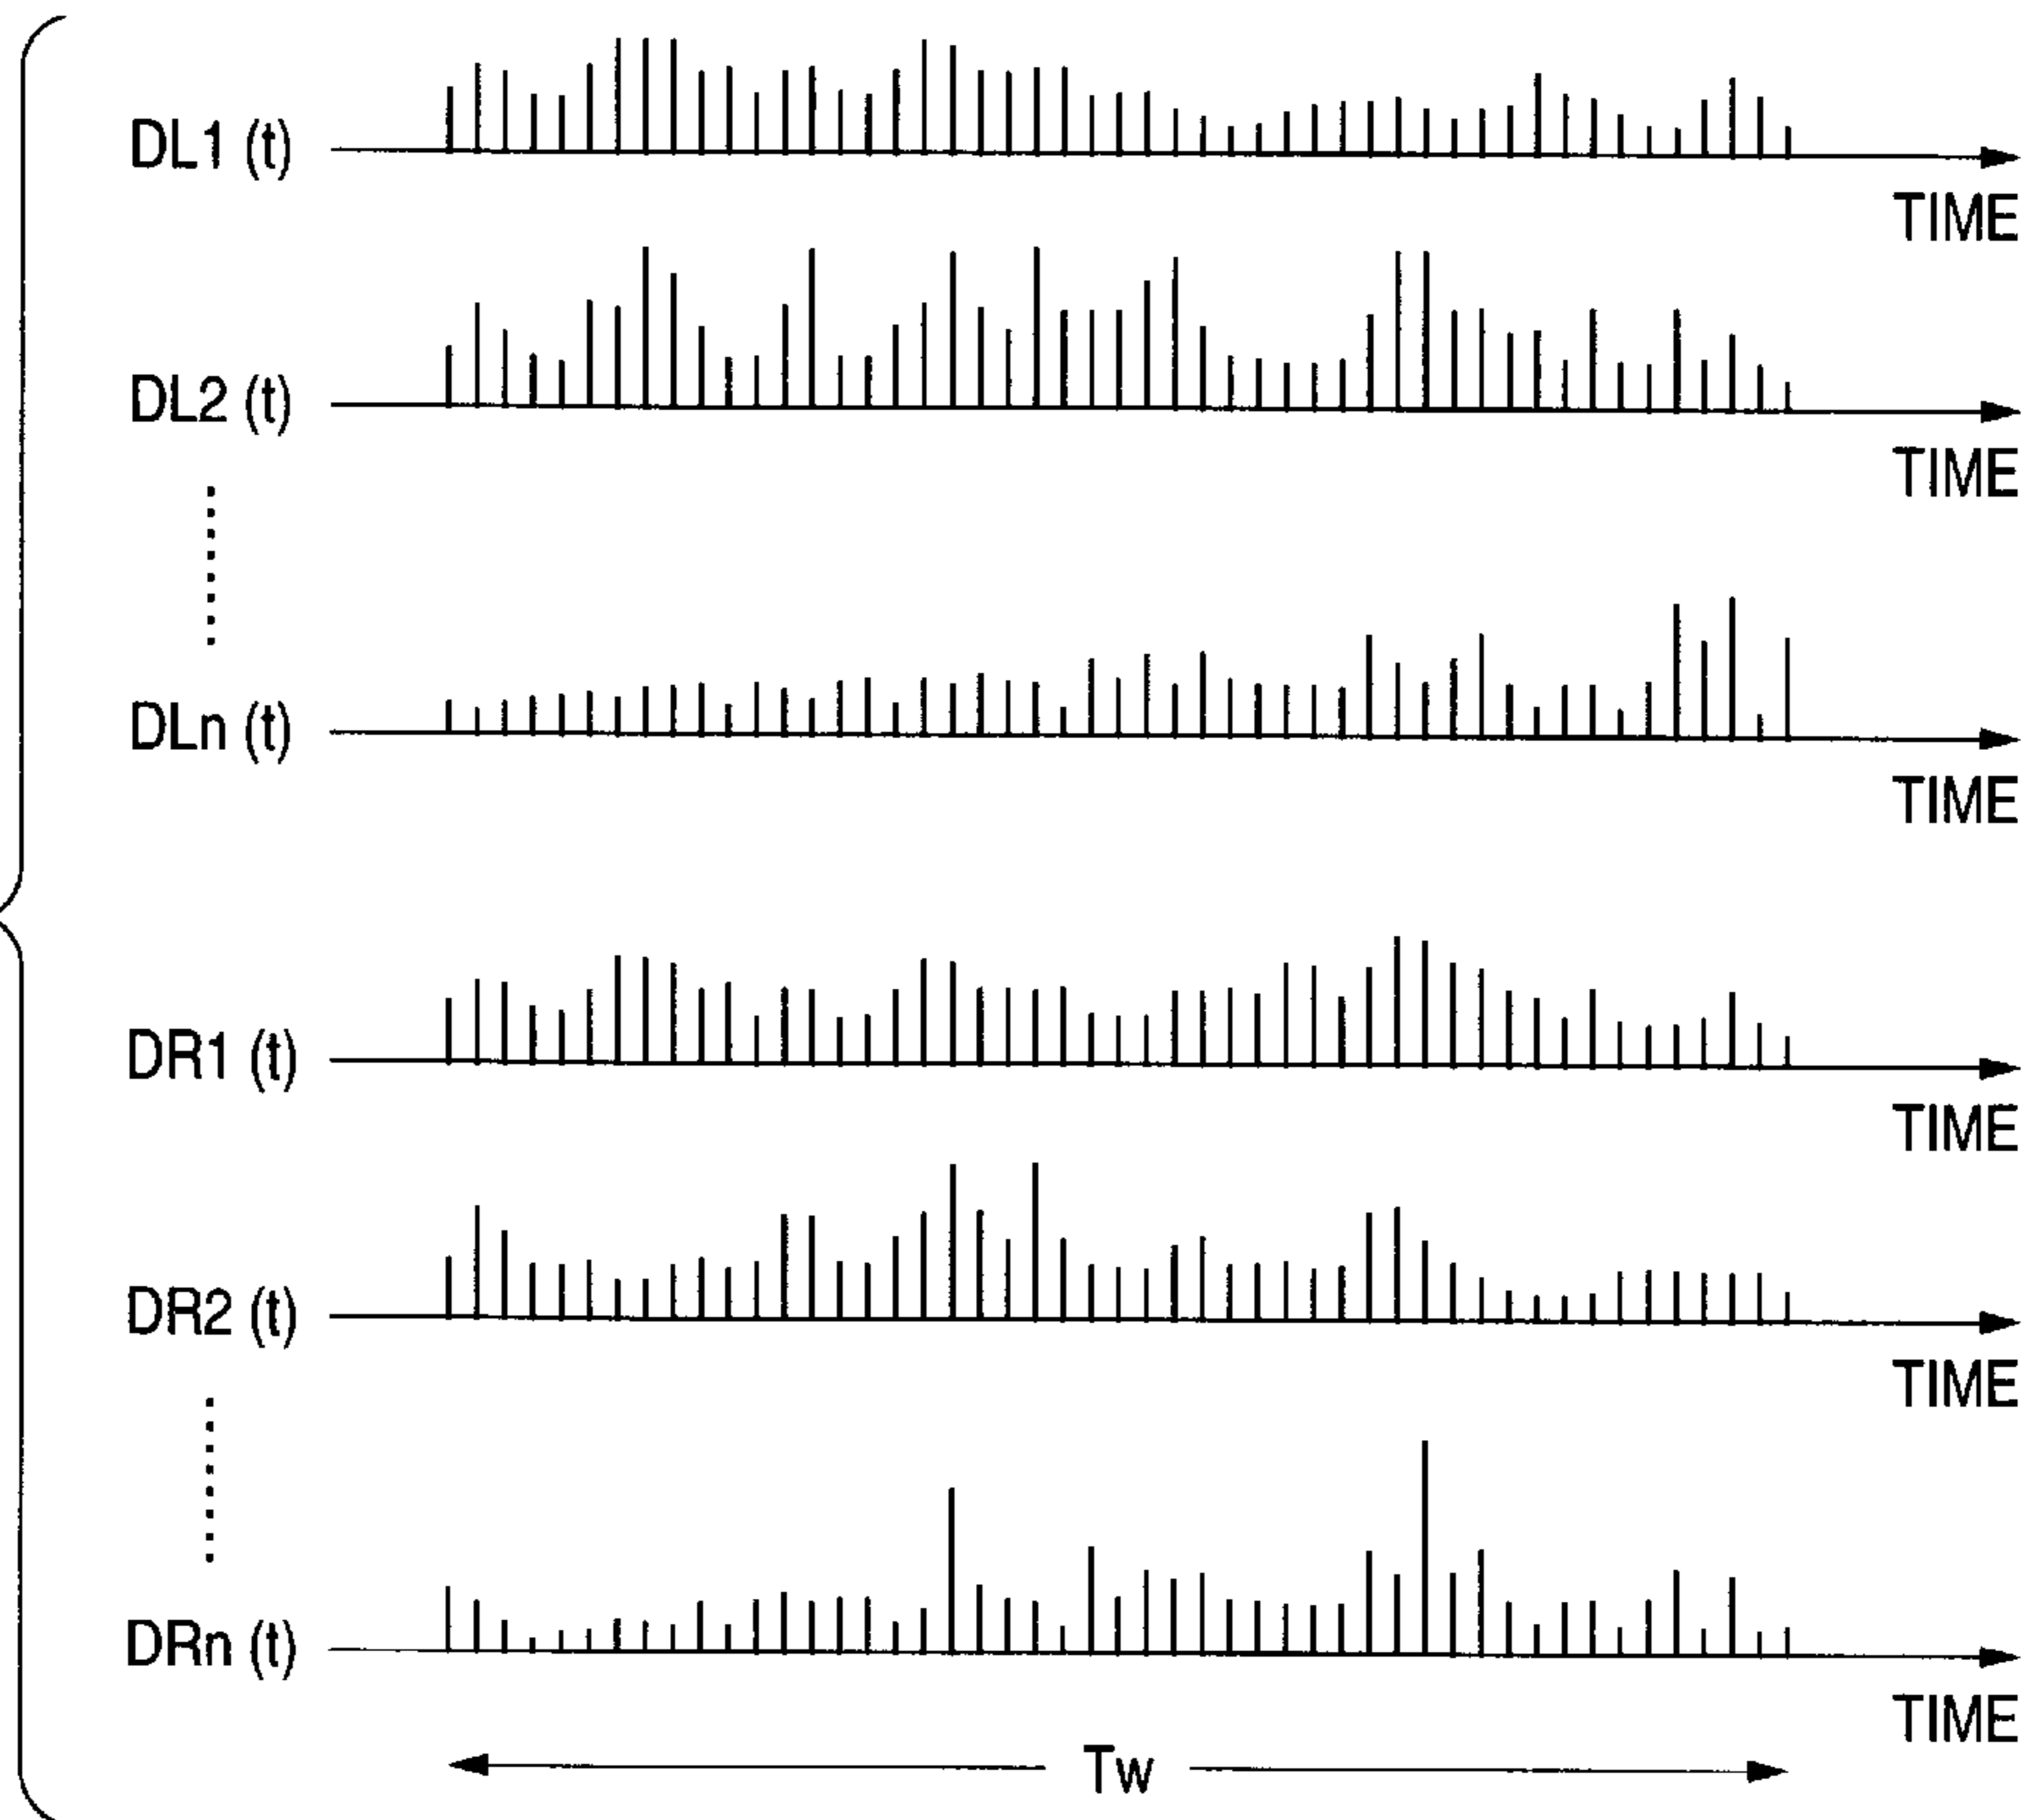 DL1 (t)
TIME
DL2 (t)
TIME
DLn (t)
TIME
DR1 (t)
TIME
DR2 (t)
TIME
DRn (t)
TIME
Tw